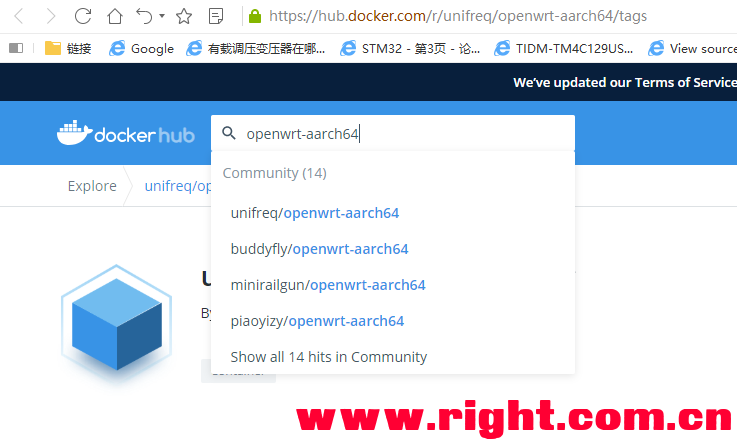 https://hub.docker.com/r/unifreq/openwrt-aarch64/tags
链接 Google 有载调压变压器在哪... STM32 - 第3页 - 论... TIDM-TM4C129US... View source
We've updated our Terms of Service
docker hub
openwrt-aarch64
Community (14)
Explore unifreq/op
unifreq/openwrt-aarch64
buddyfly/openwrt-aarch64
minirailgun/openwrt-aarch64
By
piaoyizy/openwrt-aarch64
Show all 14 hits in Community
www.right.com.cn